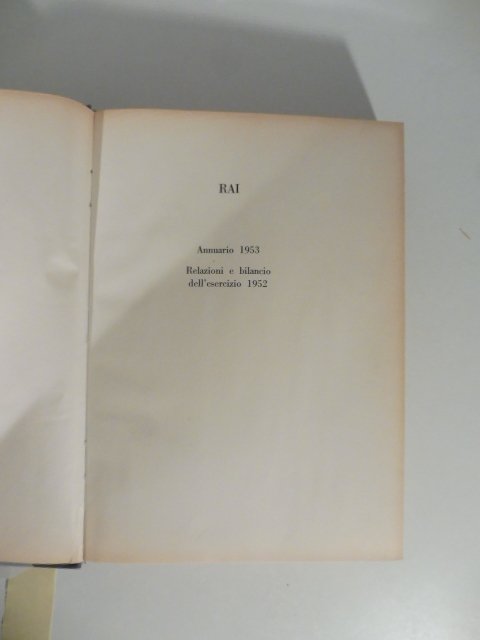 RAI
Annuario 1953
Relazioni e bilancio
dell'esercizio 1952